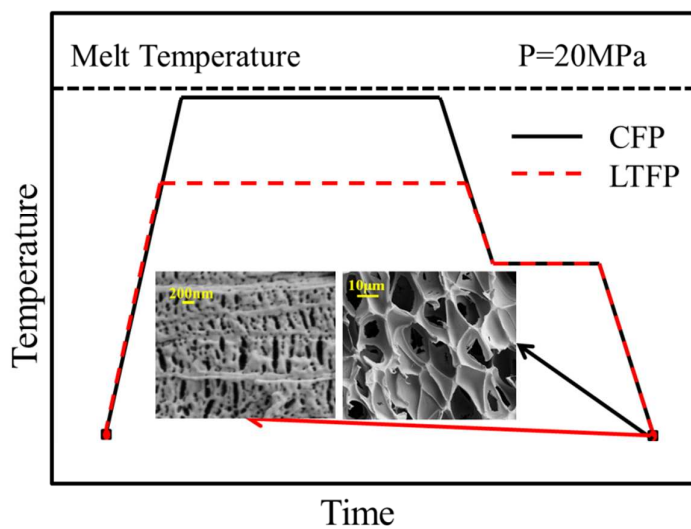 Melt Temperature
P=20MPa
CFP
LTFP
Temperature
200nm
10μm
Time